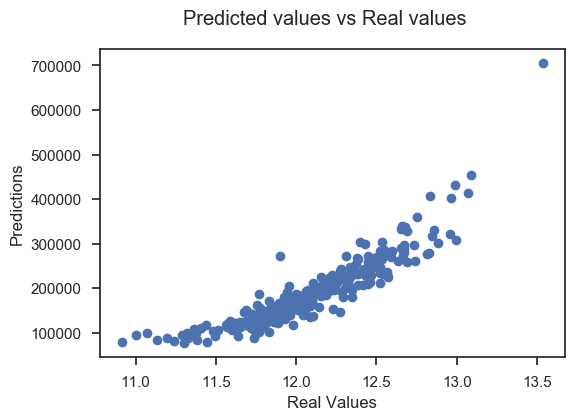 Predicted values vs Real values
700000
600000
500000
400000
300000
200000
100000
Predictions
11.0 11.5 12.0 12.5 13.0 13.5
Real Values